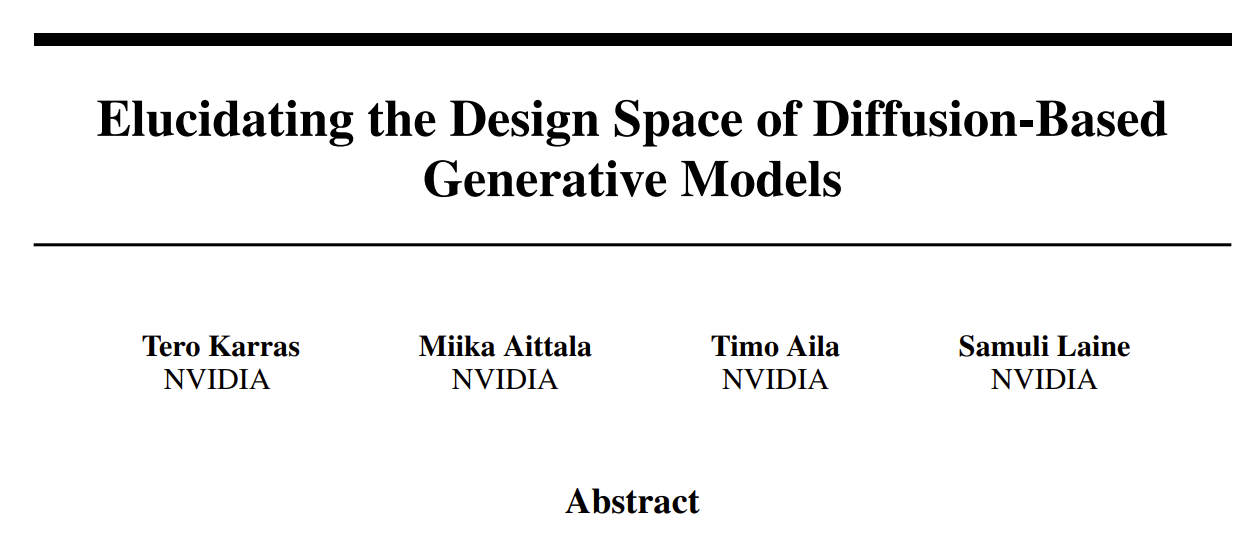 Elucidating the Design Space of Diffusion-Based
Generative Models
Tero Karras Miika Aittala Timo Aila Samuli Laine
NVIDIA NVIDIA NVIDIA NVIDIA
Abstract